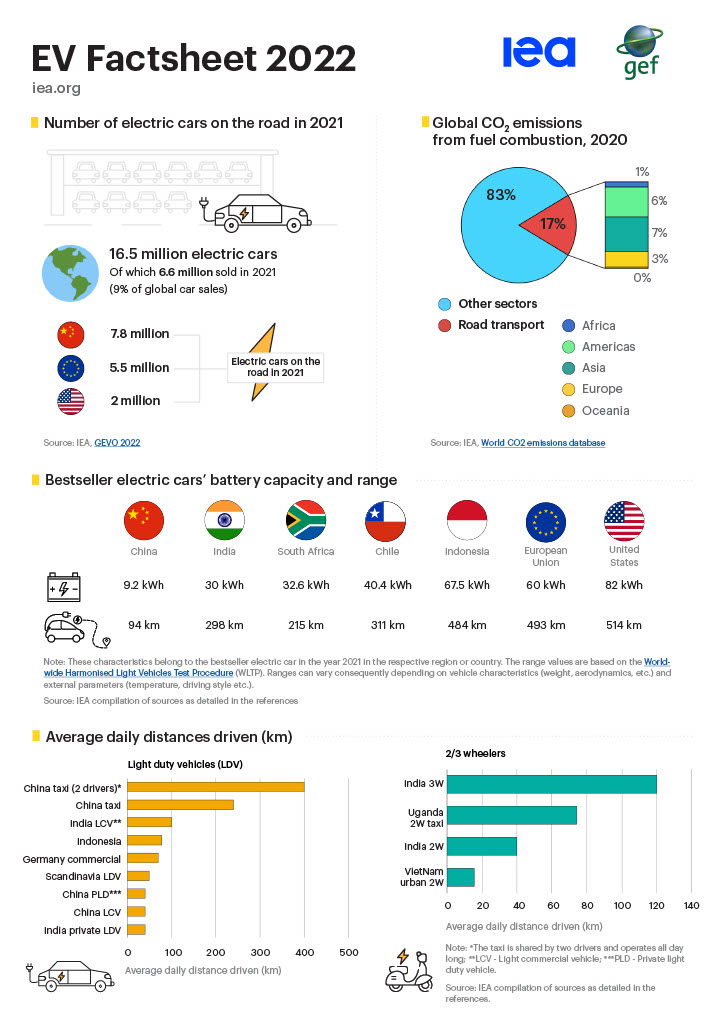 EV Factsheet 2022
iea.org
iea
gef
Number of electric cars on the road in 2021
16.5 million electric cars
Of which 6.6 million sold in 2021
(9% of global car sales)
7.8 million
5.5 million
2 million
Electric cars on the
road in 2021
Source: IEA, GEVO 2022
Global CO2 emissions
from fuel combustion, 2020
83%
17%
1%
6%
7%
3%
0%
Other sectors
Road transport
Africa
Americas
Asia
Europe
Oceania
Source: IEA, World CO2 emissions database
Bestseller electric cars’ battery capacity and range
China India South Africa Chile Indonesia European Union United States
9.2 kWh 30 kWh 32.6 kWh 40.4 kWh 67.5 kWh 60 kWh 82 kWh
94 km 298 km 215 km 311 km 484 km 493 km 514 km
Note: These characteristics belong to the bestseller electric car in the year 2021 in the respective region or country. The range values are based on the World-
wide Harmonised Light Vehicles Test Procedure (WLTP). Ranges can vary consequently depending on vehicle characteristics (weight, aerodynamics, etc.) and
external parameters (temperature, driving style etc.).
Source: IEA compilation of sources as detailed in the references
Average daily distances driven (km)
Light duty vehicles (LDV)
China taxi (2 drivers)*
China taxi
India LCV**
Indonesia
Germany commercial
Scandinavia LDV
China PLD***
China LCV
India private LDV
0 100 200 300 400 500
Average daily distance driven (km)
2/3 wheelers
India 3W
Uganda
2W taxi
India 2W
VietNam
urban 2W
0 20 40 60 80 100 120 140
Average daily distance driven (km)
Note: *The taxi is shared by two drivers and operates all day
long; **LCV - Light commercial vehicle; ***PLD - Private light
duty vehicle.
Source: IEA compilation of sources as detailed in the
references.